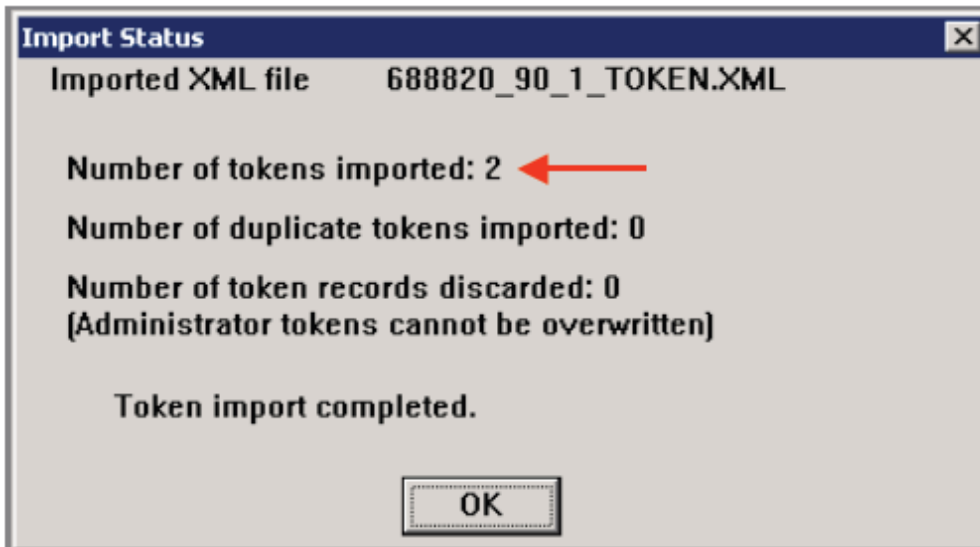 Import Status
Imported XML file 688820_90_1_TOKEN.XML
Number of tokens imported: 2
Number of duplicate tokens imported: 0
Number of token records discarded: 0
(Administrator tokens cannot be overwritten)
Token import completed.
OK